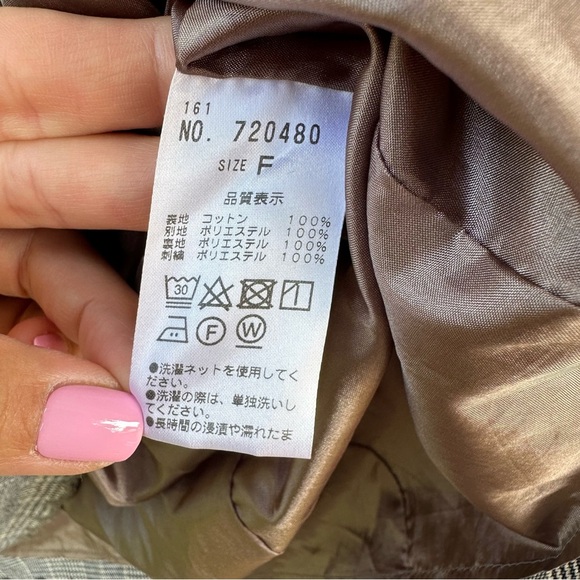 161
NO. 720480
SIZE F
品質表示
表地 コットン 100%
別地 ポリエステル 100%
裏地 ポリエステル 100%
刺繍 ポリエステル 100%
30
F W
●洗濯ネットを使用してく
ださい。
●洗濯の際は、単独洗いし
てください。
●長時間の浸漬や濡れたま